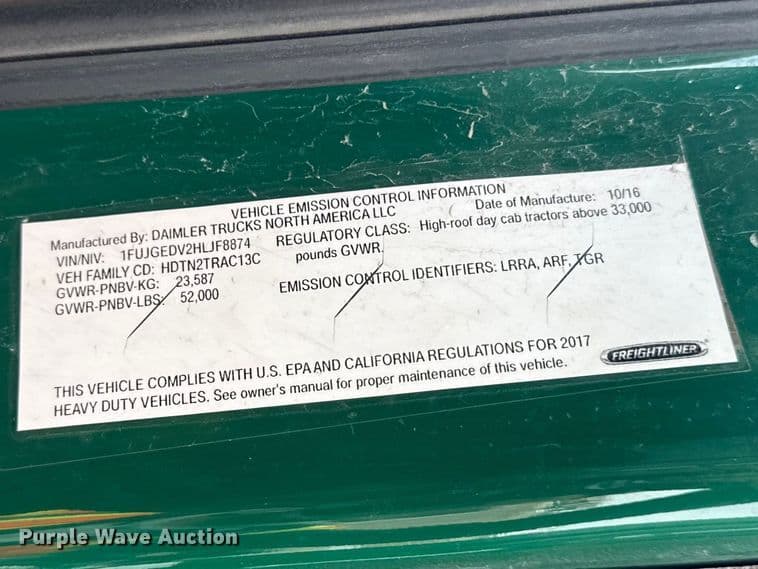 VEHICLE EMISSION CONTROL INFORMATION
Manufactured By: DAIMLER TRUCKS NORTH AMERICA LLC
Date of Manufacture: 10/16
VIN/NIV: 1FUJGEDV2HLJF8874
REGULATORY CLASS: High-roof day cab tractors above 33,000
pounds GVWR
VEH FAMILY CD: HDTN2TRAC13C
GVWR-PNBV-KG: 23,587
EMISSION CONTROL IDENTIFIERS: LRRA, ARF, TGR
GVWR-PNBV-LBS: 52,000
THIS VEHICLE COMPLIES WITH U.S. EPA AND CALIFORNIA REGULATIONS FOR 2017
HEAVY DUTY VEHICLES. See owner's manual for proper maintenance of this vehicle.
FREIGHTLINER
Purple Wave Auction